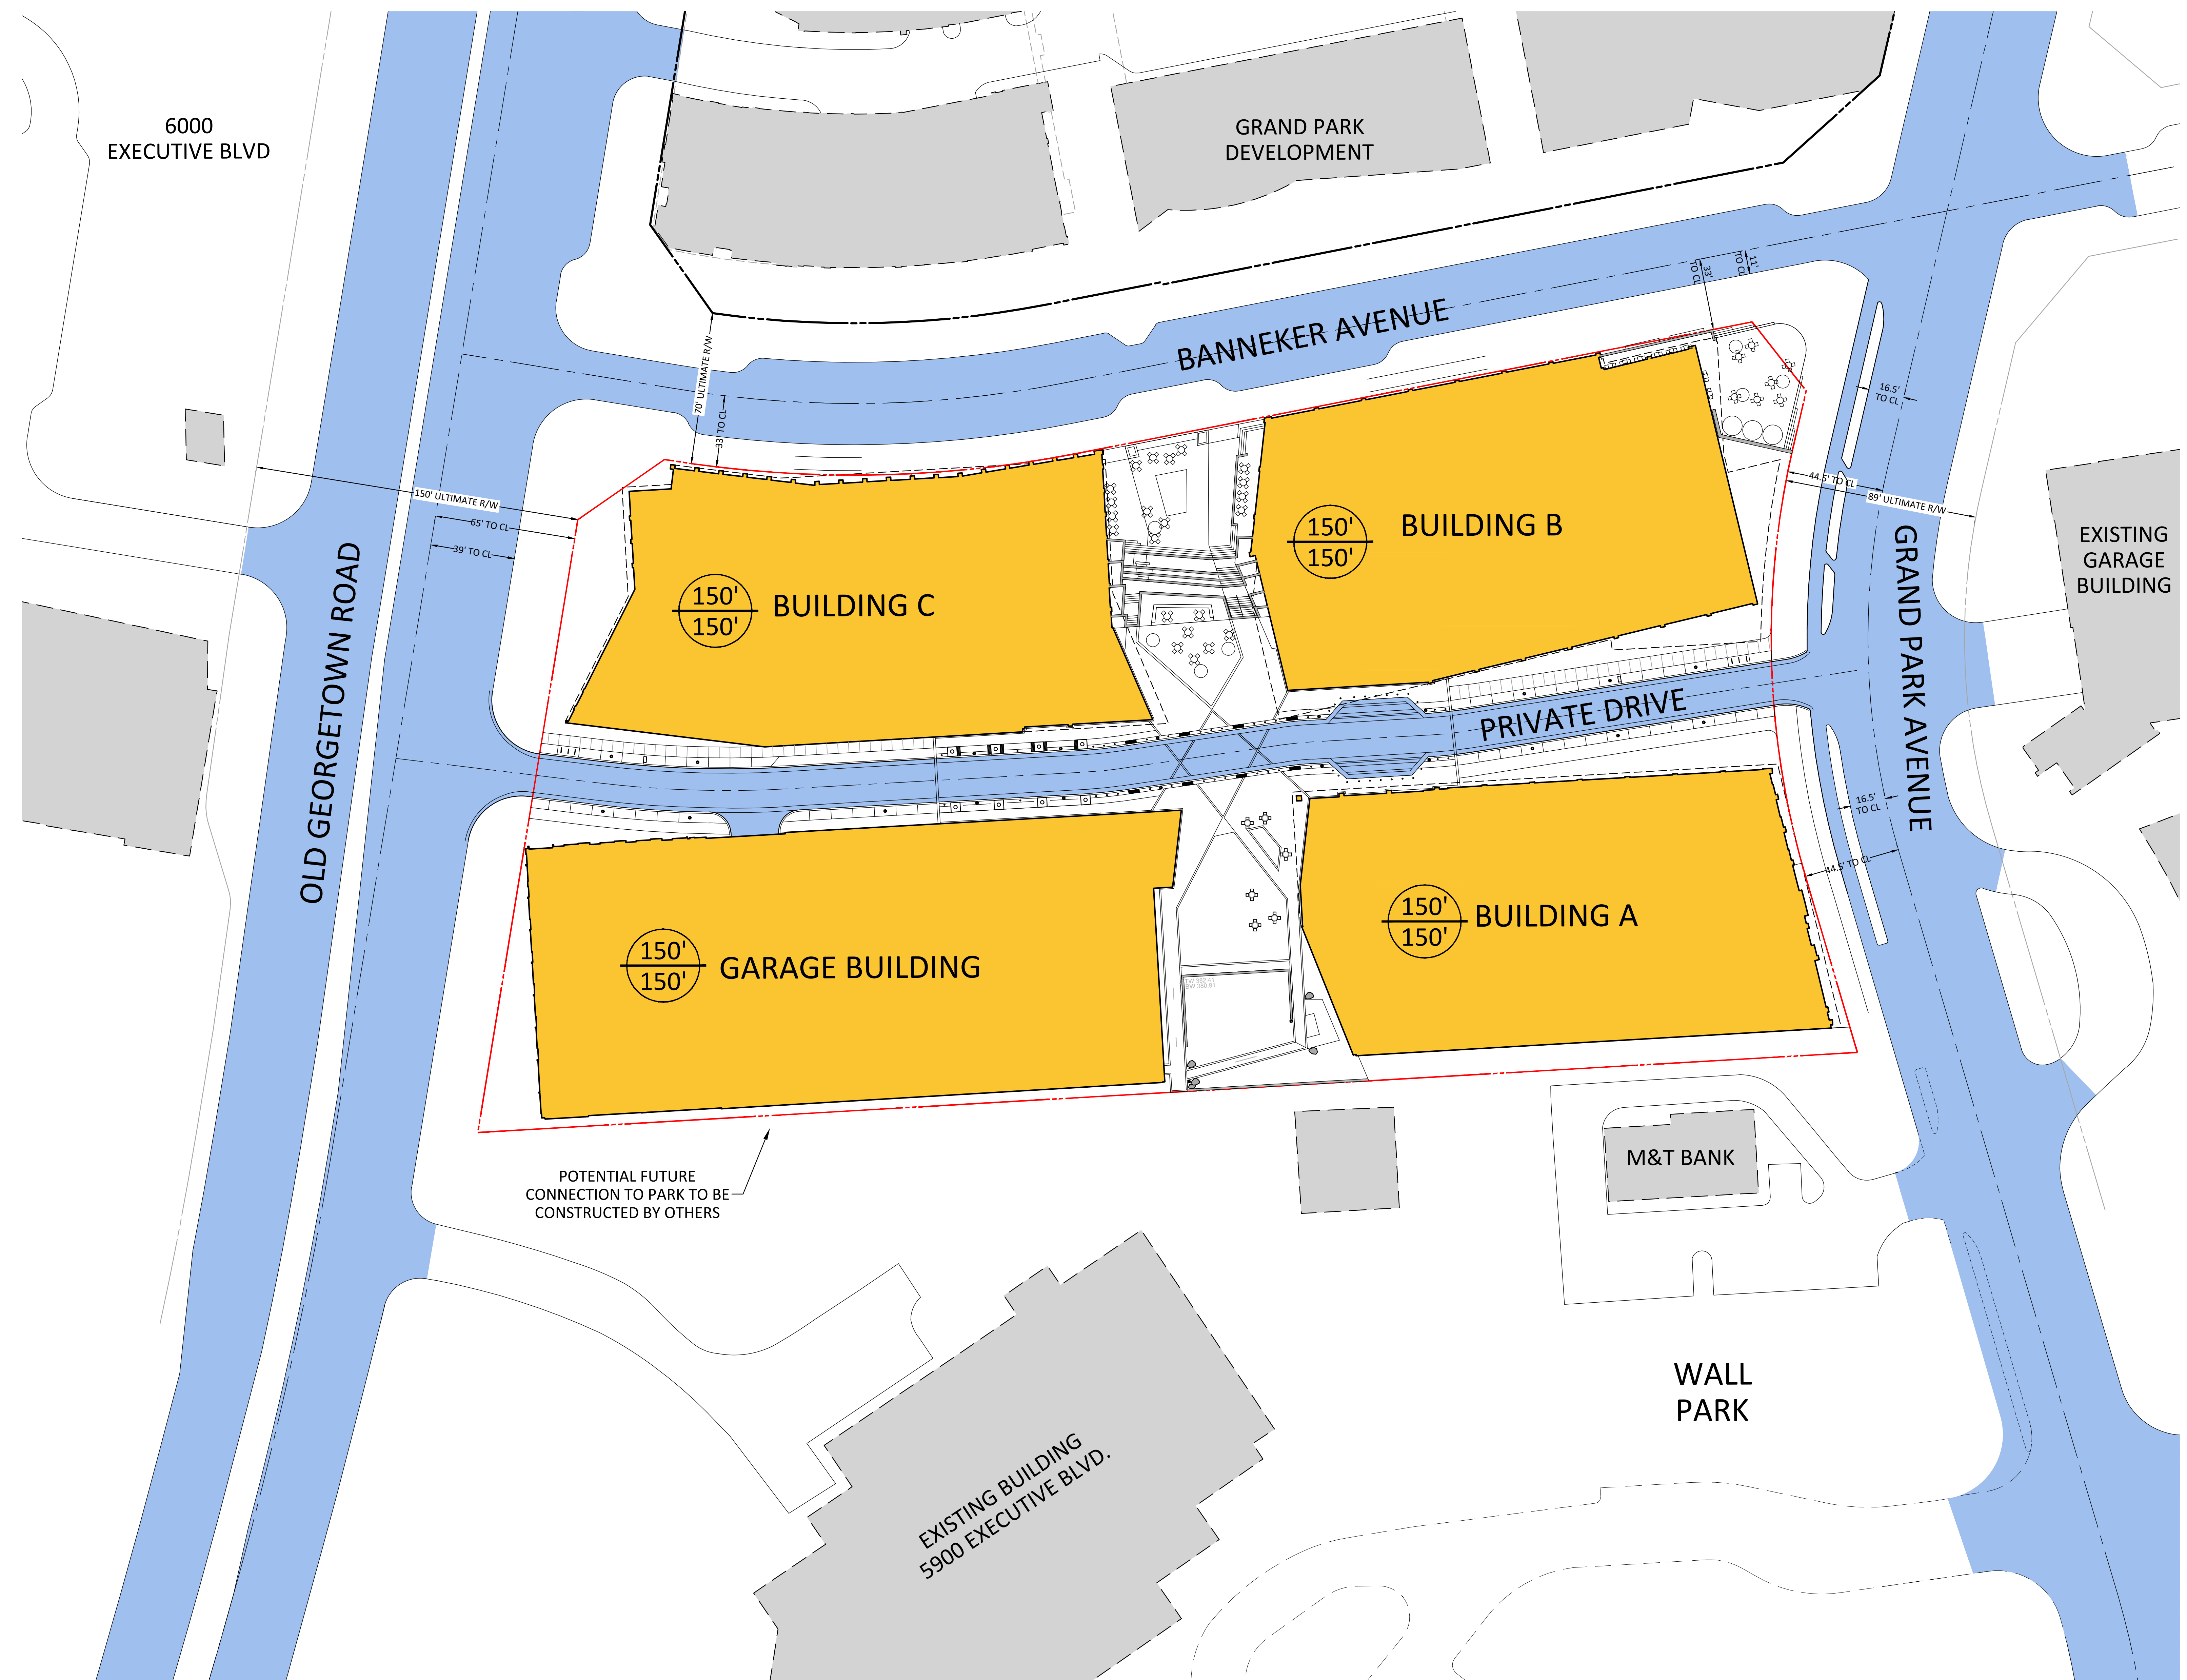 6000
EXECUTIVE BLVD
GRAND PARK
DEVELOPMENT
BANNEKER AVENUE
33'
TO CL
11'
TO CL
70' ULTIMATE R/W
33' TO CL
16.5'
TO CL
150' ULTIMATE R/W
65' TO CL
39' TO CL
44.5' TO CL
89' ULTIMATE R/W
150'
150'
BUILDING B
150'
150'
BUILDING C
EXISTING
GARAGE
BUILDING
OLD GEORGETOWN ROAD
GRAND PARK AVENUE
PRIVATE DRIVE
16.5'
TO CL
44.5' TO CL
150'
150'
BUILDING A
150'
150'
GARAGE BUILDING
BW 380.91
M&T BANK
POTENTIAL FUTURE
CONNECTION TO PARK TO BE
CONSTRUCTED BY OTHERS
WALL
PARK
EXISTING BUILDING
5900 EXECUTIVE BLVD.